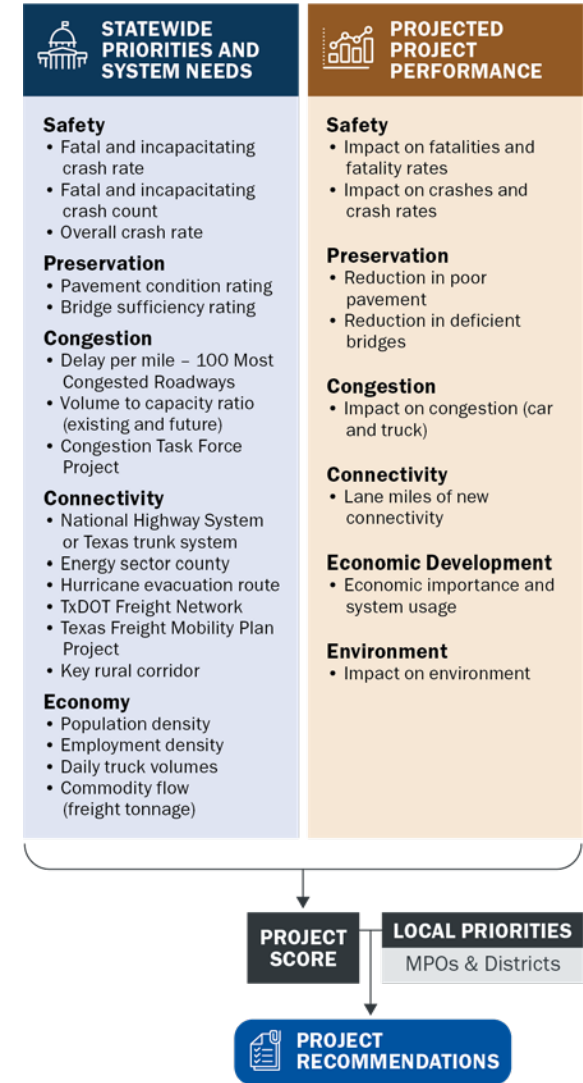 STATEWIDE
PRIORITIES AND
SYSTEM NEEDS
Safety
• Fatal and incapacitating
crash rate
• Fatal and incapacitating
crash count
• Overall crash rate
Preservation
• Pavement condition rating
• Bridge sufficiency rating
Congestion
• Delay per mile – 100 Most
Congested Roadways
• Volume to capacity ratio
(existing and future)
• Congestion Task Force
Project
Connectivity
• National Highway System
or Texas trunk system
• Energy sector county
• Hurricane evacuation route
• TxDOT Freight Network
• Texas Freight Mobility Plan
Project
• Key rural corridor
Economy
• Population density
• Employment density
• Daily truck volumes
• Commodity flow
(freight tonnage)
PROJECTED
PROJECT
PERFORMANCE
Safety
• Impact on fatalities and
fatality rates
• Impact on crashes and
crash rates
Preservation
• Reduction in poor
pavement
• Reduction in deficient
bridges
Congestion
• Impact on congestion (car
and truck)
Connectivity
• Lane miles of new
connectivity
Economic Development
• Economic importance and
system usage
Environment
• Impact on environment
PROJECT
SCORE
LOCAL PRIORITIES
MPOs & Districts
PROJECT
RECOMMENDATIONS